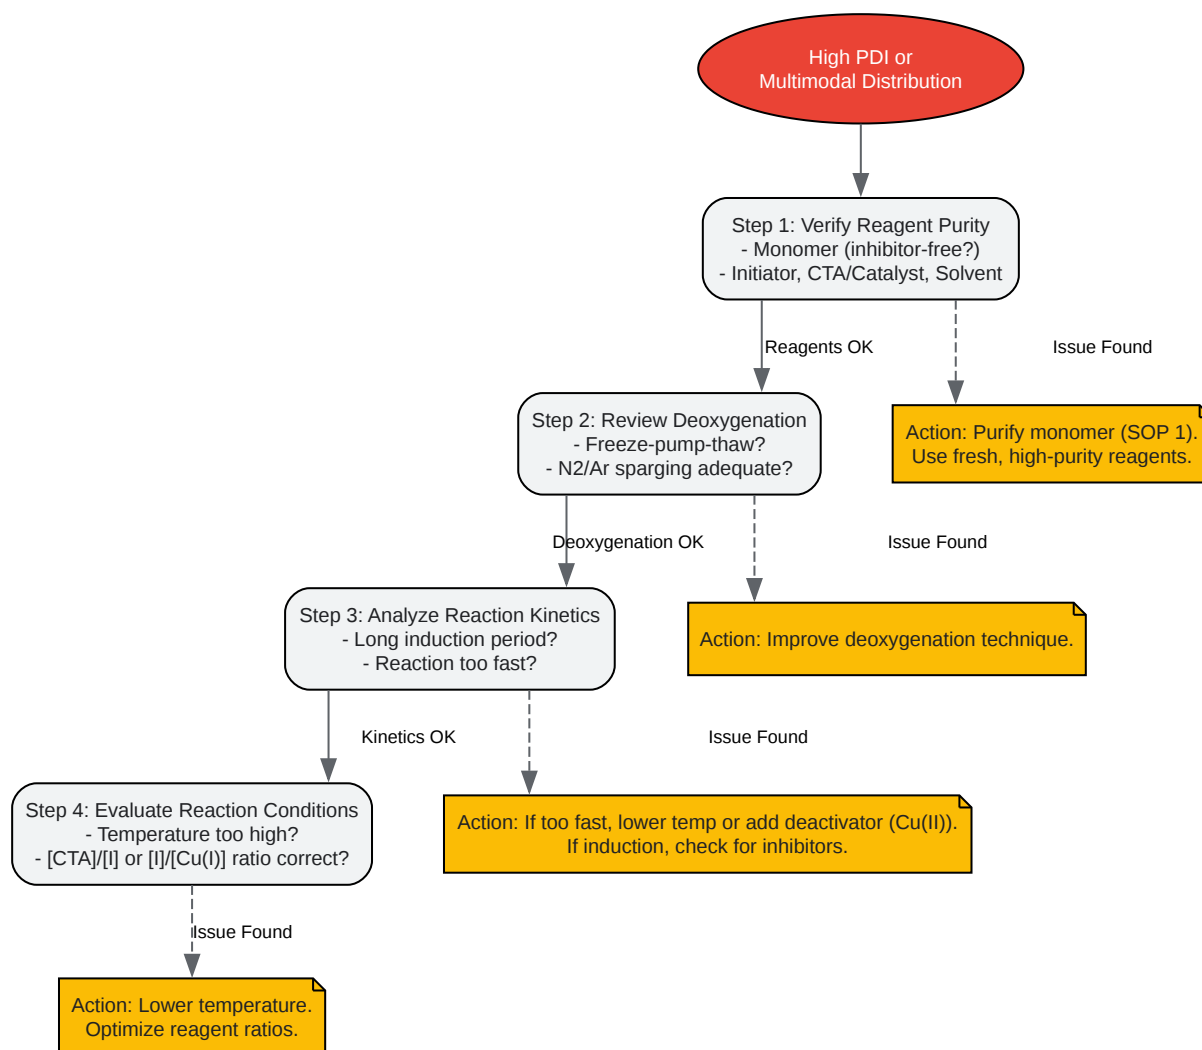 High PDI or
Multimodal Distribution
Step 1: Verify Reagent Purity
- Monomer (inhibitor-free?)
- Initiator, CTA/Catalyst, Solvent
Reagents OK
Issue Found
Step 2: Review Deoxygenation
- Freeze-pump-thaw?
- N2/Ar sparging adequate?
Action: Purify monomer (SOP 1).
Use fresh, high-purity reagents.
Deoxygenation OK
Issue Found
Step 3: Analyze Reaction Kinetics
- Long induction period?
- Reaction too fast?
Action: Improve deoxygenation technique.
Kinetics OK
Issue Found
Step 4: Evaluate Reaction Conditions
- Temperature too high?
- [CTA]/[I] or [I]/[Cu(I)] ratio correct?
Action: If too fast, lower temp or add deactivator (Cu(II)).
If induction, check for inhibitors.
Issue Found
Action: Lower temperature.
Optimize reagent ratios.